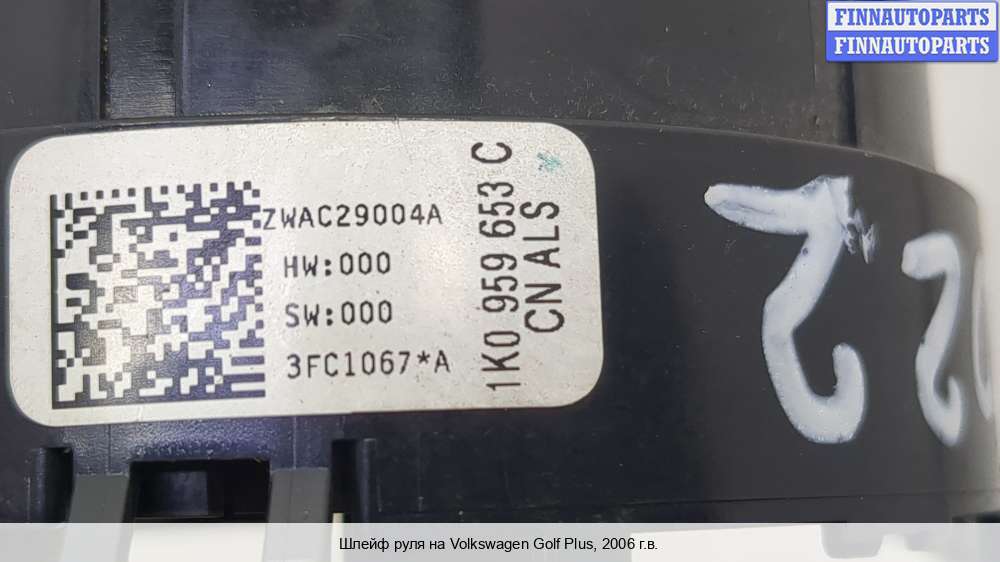 FINNAUTOPARTS
FINNAUTOPARTS
ZWAC29004A
HW:000
SW:000
3FC1067*A
1K0 959 653 C
CN ALS
Шлейф руля на Volkswagen Golf Plus, 2006 г.в.